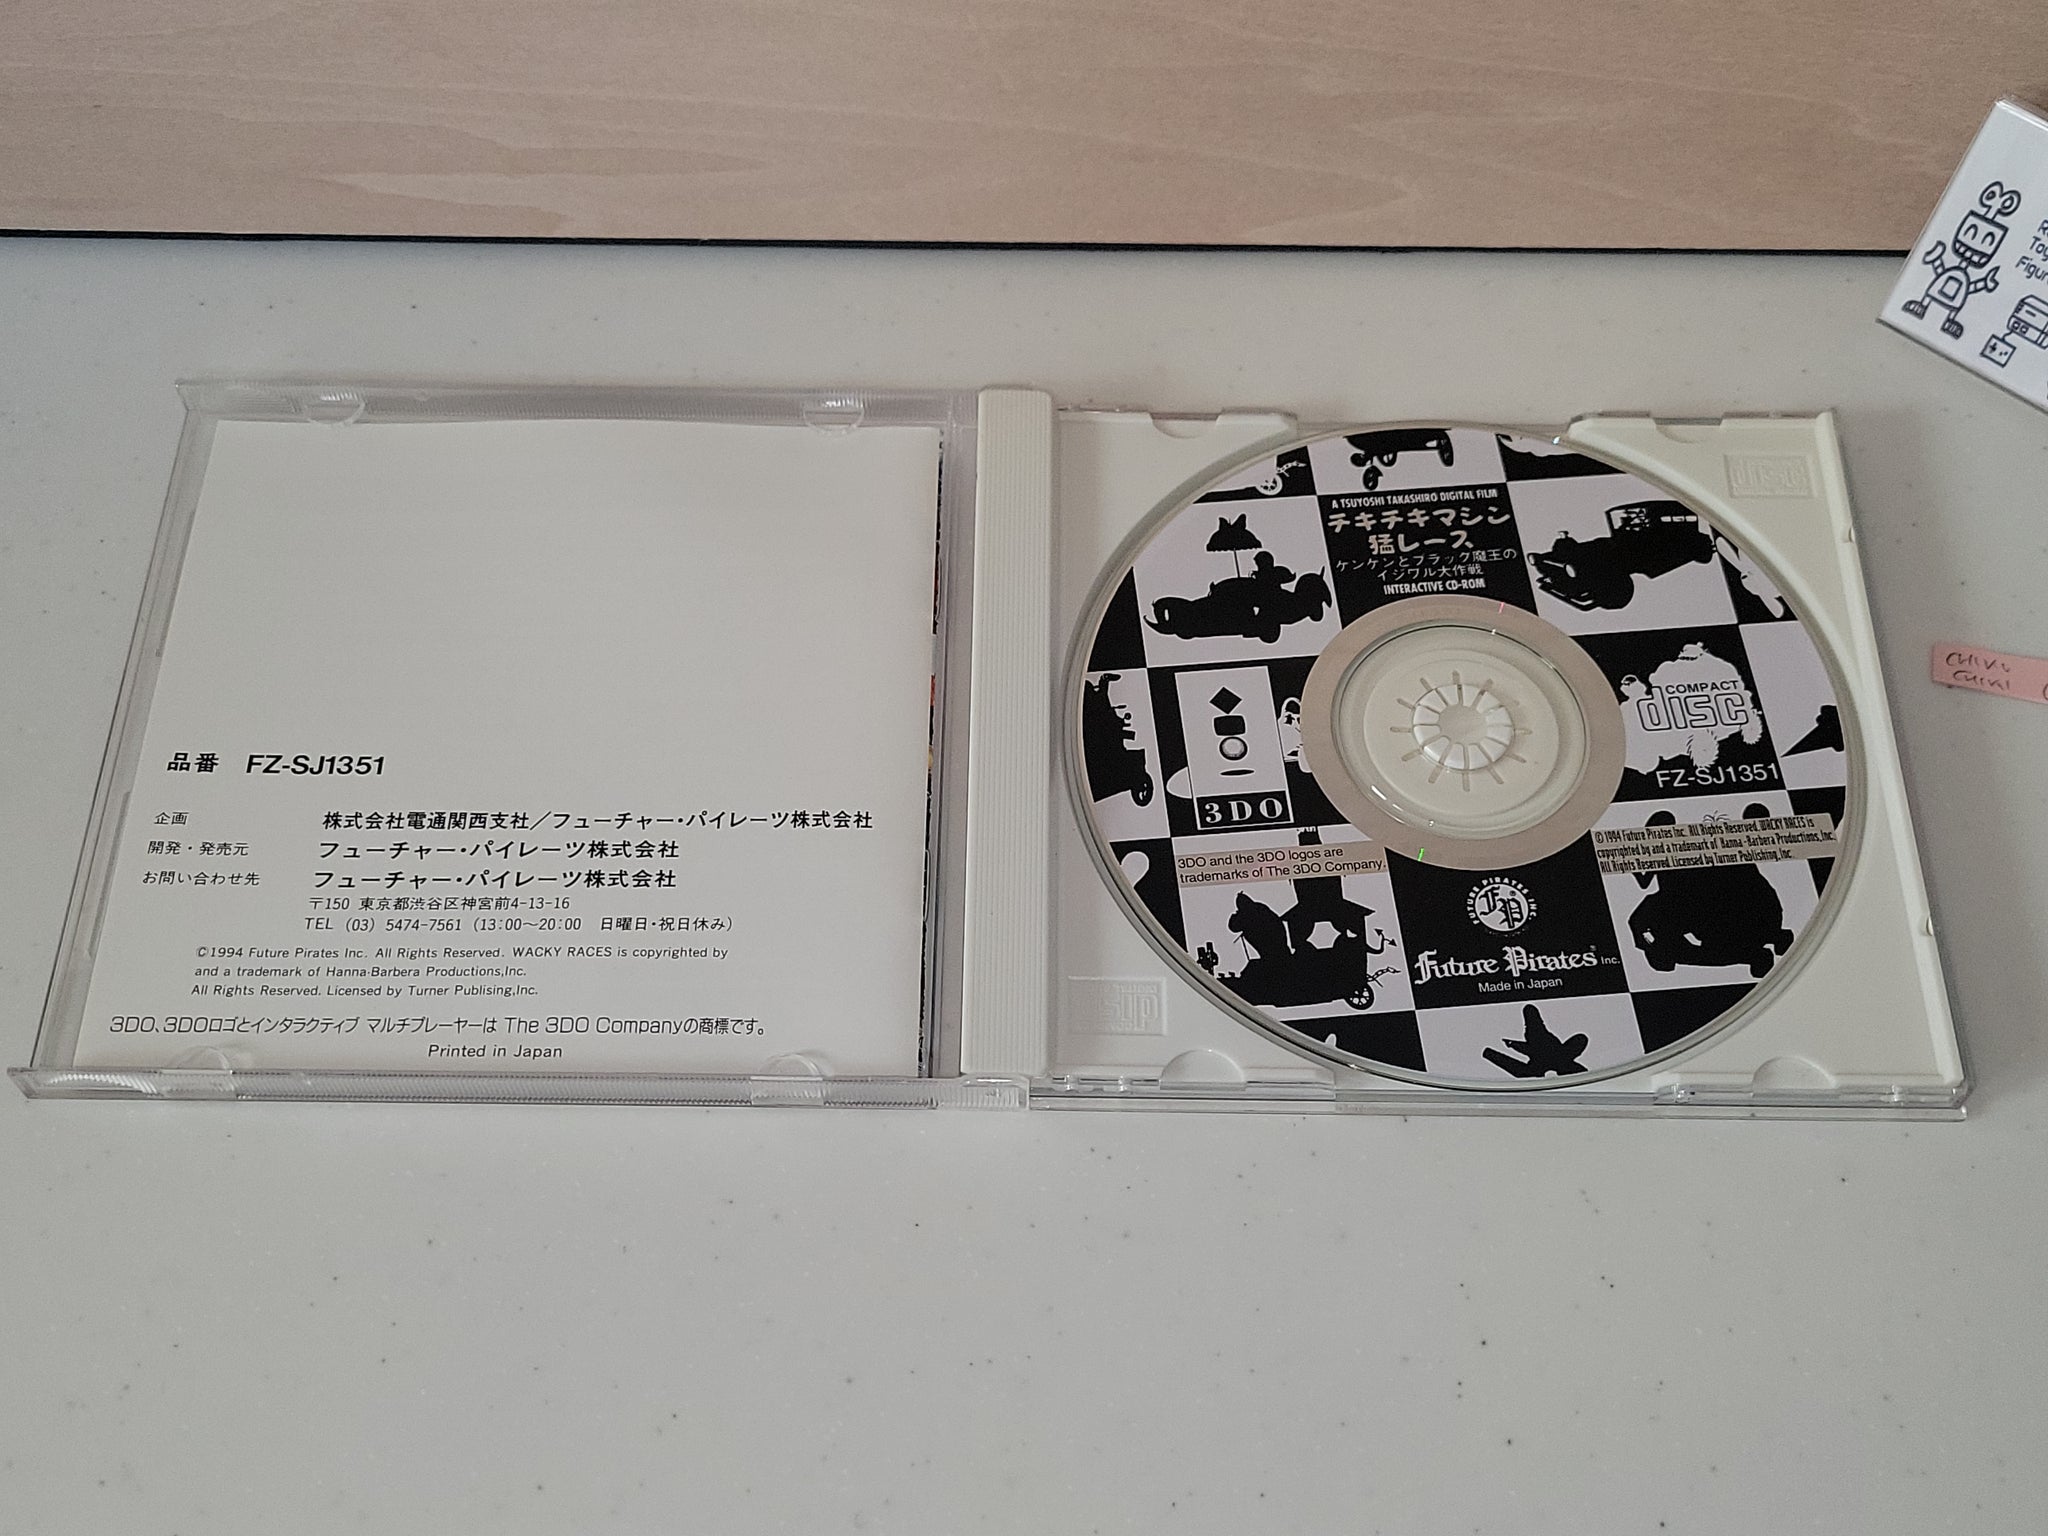 品番 FZ-SJ1351
企画 株式会社電通関西支社／フューチャー・パイレーツ株式会社
開発・発売元 フューチャー・パイレーツ株式会社
お問い合わせ先 フューチャー・パイレーツ株式会社
〒150 東京都渋谷区神宮前4-13-16
TEL (03) 5474-7561 (13:00〜20:00 日曜日・祝日休み)
©1994 Future Pirates Inc. All Rights Reserved. WACKY RACES is copyrighted by
and a trademark of Hanna-Barbera Productions,Inc.
All Rights Reserved. Licensed by Turner Publising,Inc.
3DO、3DOロゴとインタラクティブ マルチプレーヤーは The 3DO Companyの商標です。
Printed in Japan
A TSUYOSHI TAKASHIRO DIGITAL FILM
チキチキマシン
猛レース
ケンケンとブラック魔王の
イジワル大作戦
INTERACTIVE CD-ROM
COMPACT
disc
FZ-SJ1351
3DO
3DO and the 3DO logos are
trademarks of The 3DO Company.
©1994 Future Pirates Inc. All Rights Reserved. WACKY RACES is
copyrighted by and a trademark of Hanna-Barbera Productions,Inc.
All Rights Reserved. Licensed by Turner Publishing,Inc.
FUTURE PIRATES INC.
FP
Future Pirates Inc.
Made in Japan
disc
CHIKI
CHIKI